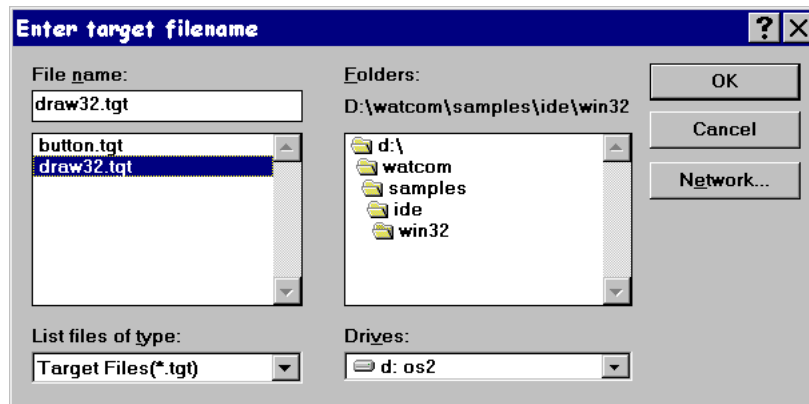 Enter target filename
File name:
draw32.tgt
button.tgt
draw32.tgt
List files of type:
Target Files(*.tgt)
Folders:
D:\watcom\samples\ide\win32
d:\
watcom
samples
ide
win32
Drives:
d: os2
OK
Cancel
Network...